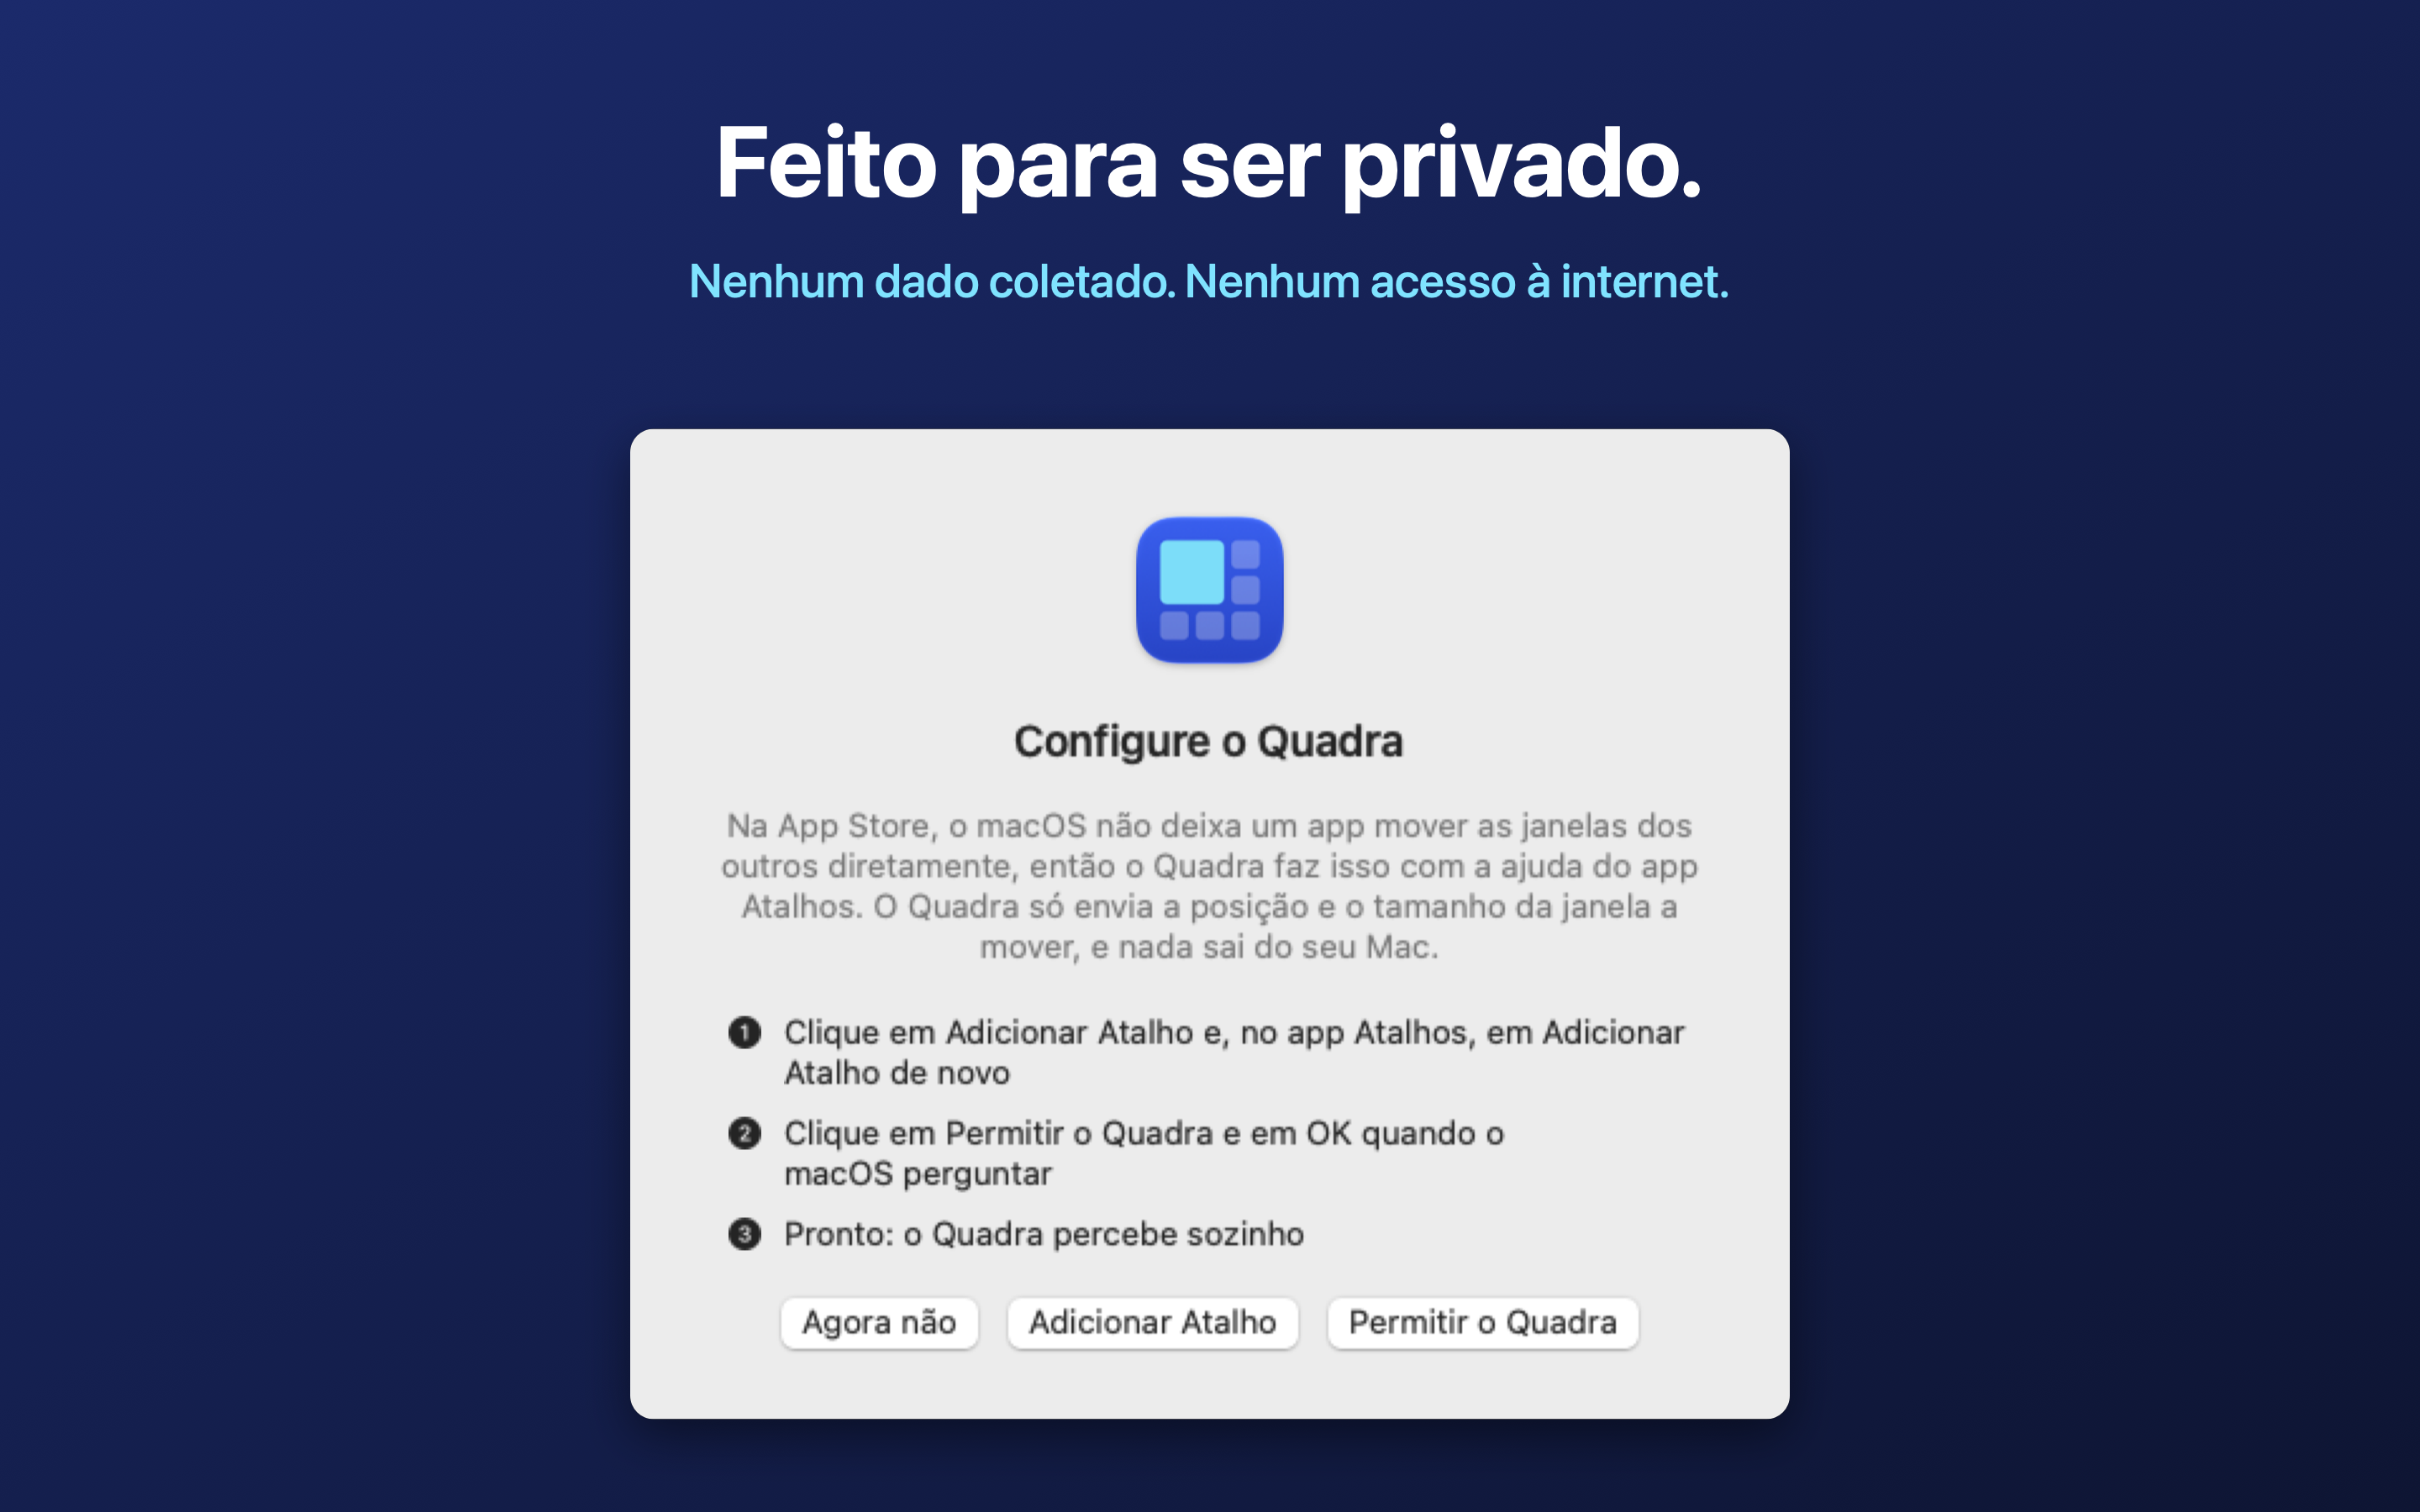 Feito para ser privado.
Nenhum dado coletado. Nenhum acesso à internet.
Configure o Quadra
Na App Store, o macOS não deixa um app mover as janelas dos
outros diretamente, então o Quadra faz isso com a ajuda do app
Atalhos. O Quadra só envia a posição e o tamanho da janela a
mover, e nada sai do seu Mac.
1 Clique em Adicionar Atalho e, no app Atalhos, em Adicionar
Atalho de novo
2 Clique em Permitir o Quadra e em OK quando o
macOS perguntar
3 Pronto: o Quadra percebe sozinho
Agora não Adicionar Atalho Permitir o Quadra